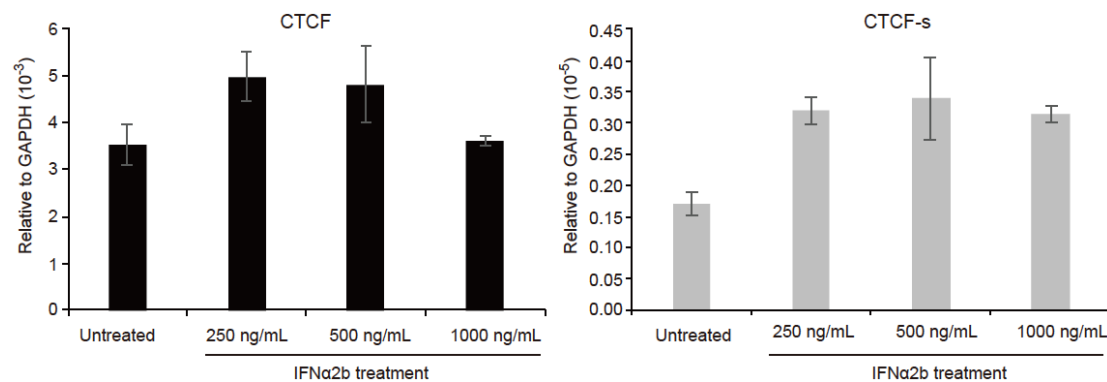 CTCF
Relative to GAPDH (10-3)
6
5
4
3
2
1
0
Untreated
250 ng/mL
500 ng/mL
1000 ng/mL
IFNα2b treatment
CTCF-s
Relative to GAPDH (10-5)
0.45
0.40
0.35
0.30
0.25
0.20
0.15
0.10
0.05
0.00
Untreated
250 ng/mL
500 ng/mL
1000 ng/mL
IFNα2b treatment